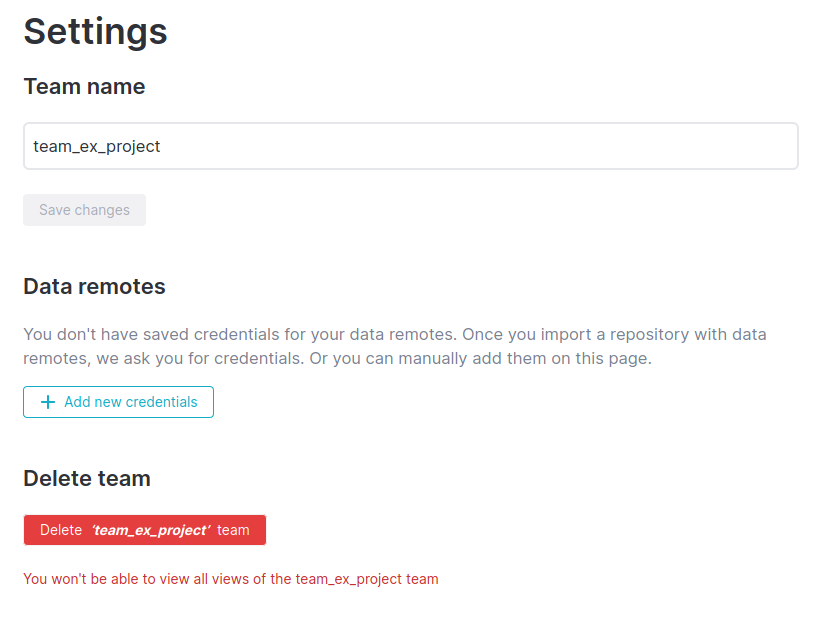 Settings
Team name
team_ex_project
Save changes
Data remotes
You don't have saved credentials for your data remotes. Once you import a repository with data
remotes, we ask you for credentials. Or you can manually add them on this page.
+ Add new credentials
Delete team
Delete ‘team_ex_project’ team
You won't be able to view all views of the team_ex_project team